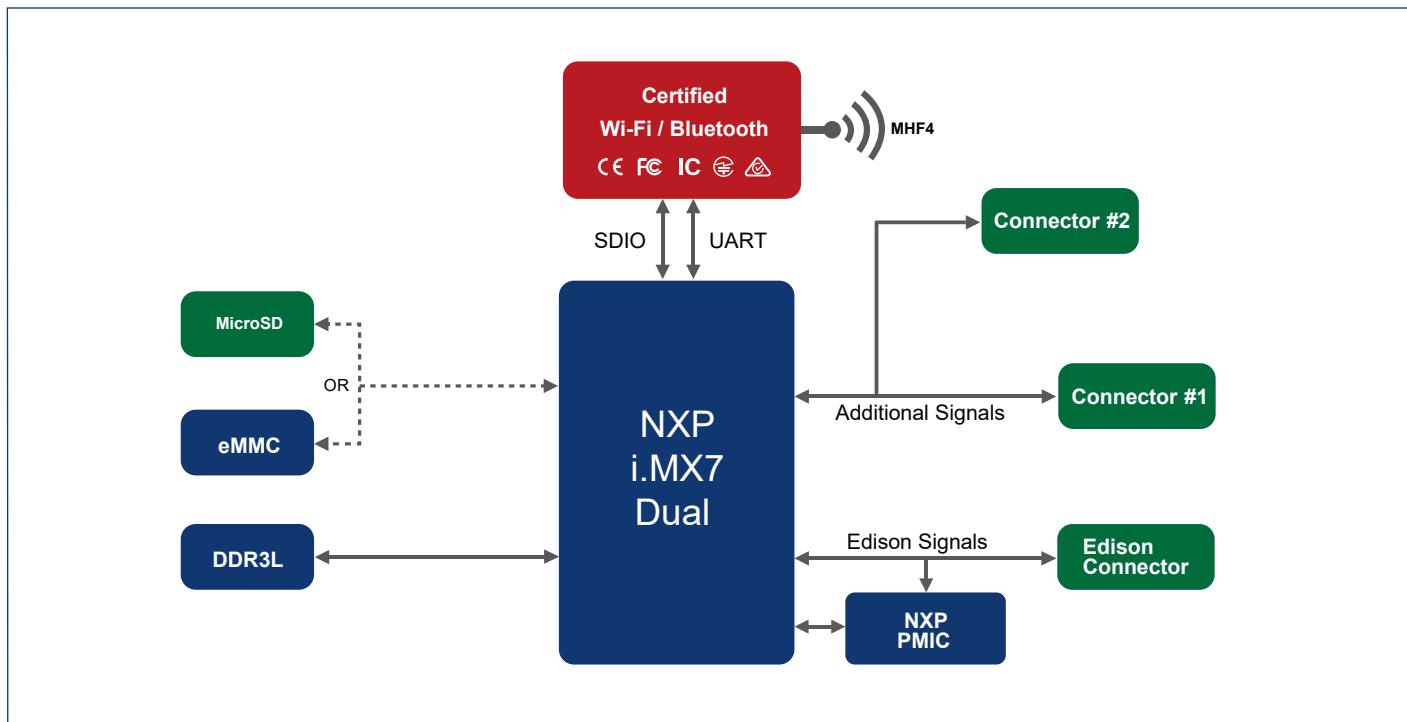 Certified
Wi-Fi / Bluetooth
CE FC IC
MHF4
SDIO
UART
Connector #2
MicroSD
OR
eMMC
NXP
i.MX7
Dual
Additional Signals
Connector #1
DDR3L
Edison Signals
Edison
Connector
NXP
PMIC